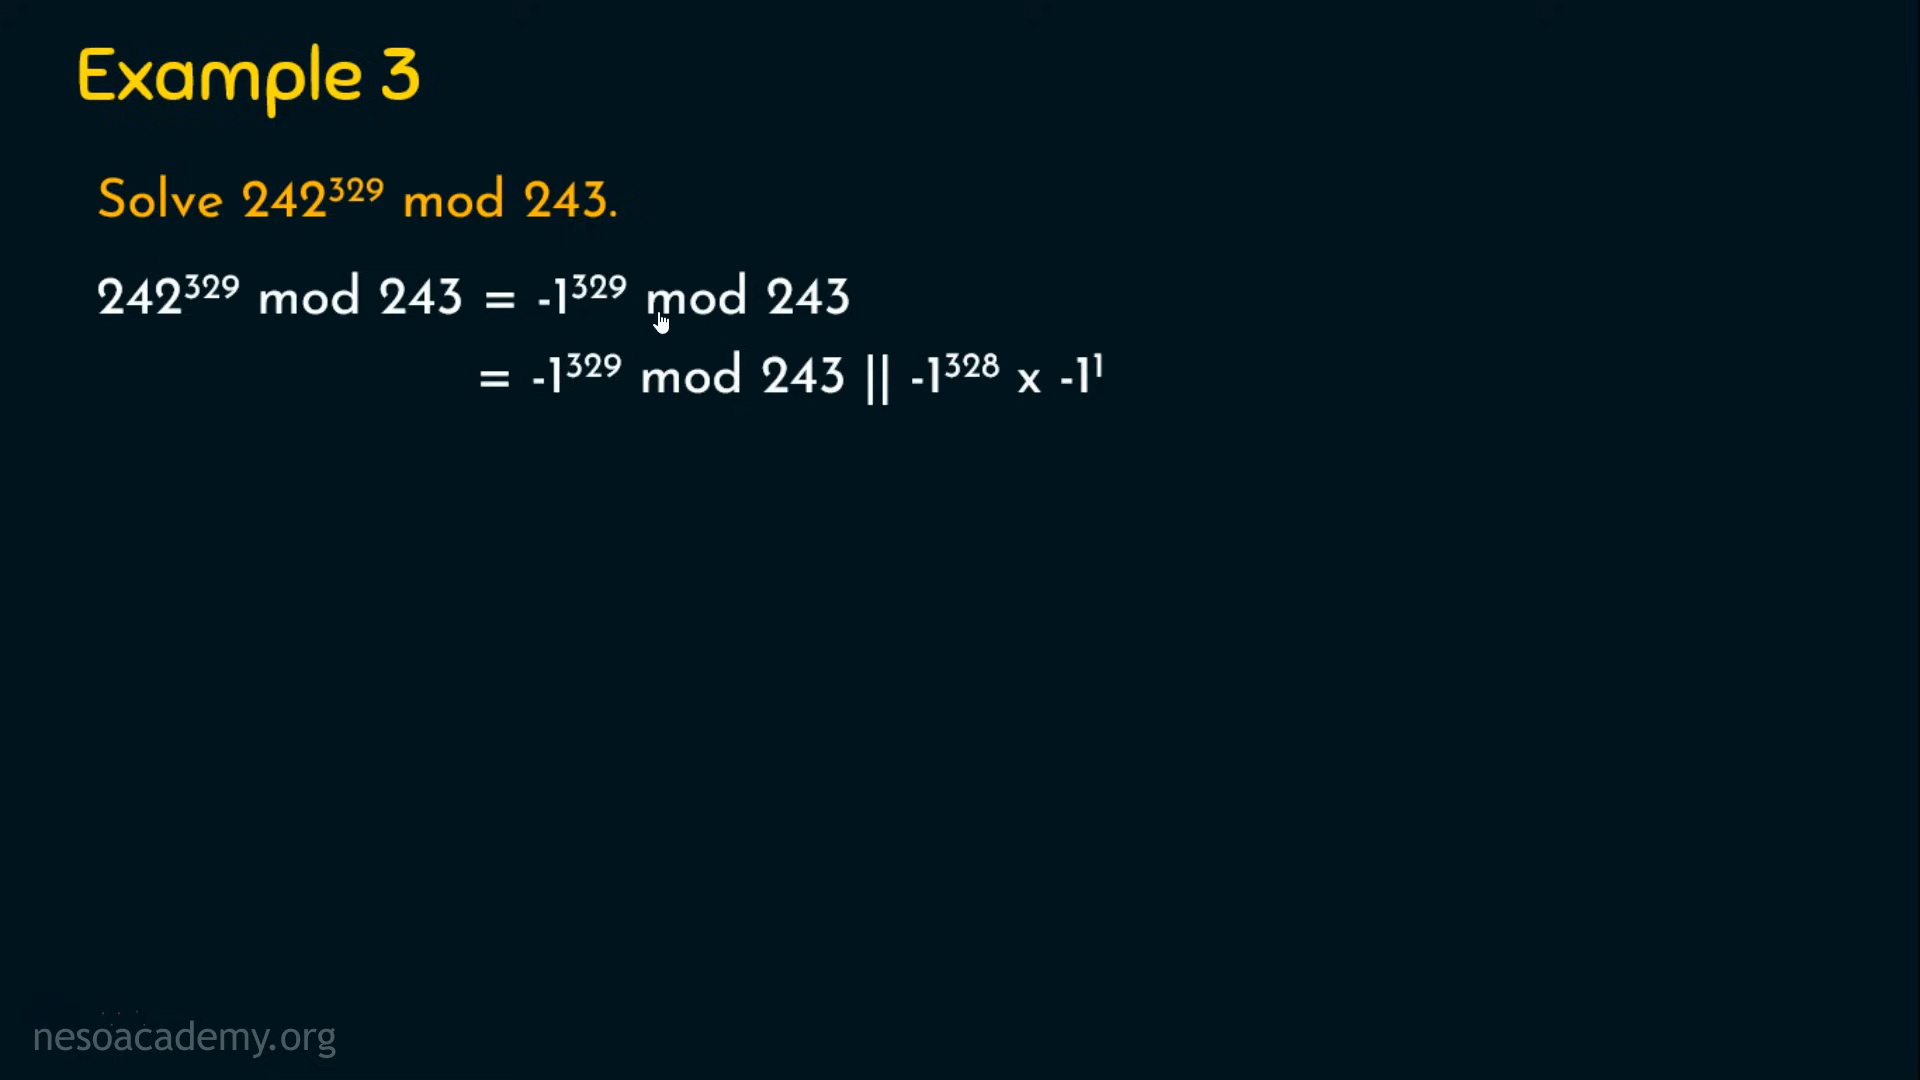 Example 3
Solve 242³²⁹ mod 243.
242³²⁹ mod 243 = -1³²⁹ mod 243
= -1³²⁹ mod 243 || -1³²⁸ x -1¹
nesoacademy.org